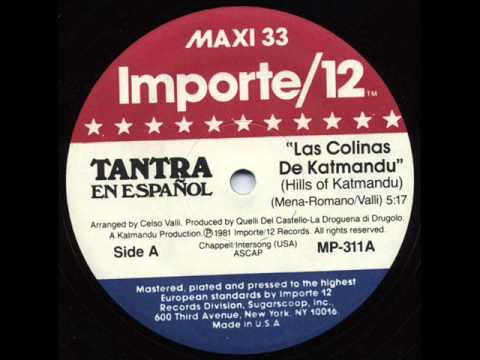 MAXI 33
Importe/12 TM
TANTRA
EN ESPAÑOL
"Las Colinas
De Katmandu"
(Hills of Katmandu)
(Mena-Romano/Valli) 5:17
Arranged by Celso Valli. Produced by Quelli Del Castello-La Drogueria di Drugolo.
A Katmandu Production. Ⓟ 1981 Importe/12 Records. All rights reserved.
Side A
Chappell/Intersong (USA)
ASCAP
MP-311A
Mastered, plated and pressed to the highest
European standards by Importe 12
Records Division, Sugarscoop, Inc.,
600 Third Avenue, New York, NY 10016.
Made in U.S.A